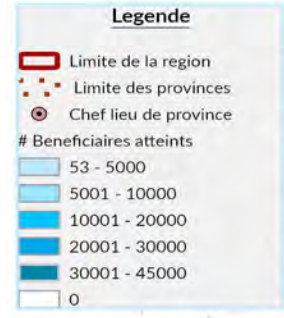 Legende
Limite de la region
Limite des provinces
Chef lieu de province
# Beneficiaires atteints
53 - 5000
5001 - 10000
10001 - 20000
20001 - 30000
30001 - 45000
0